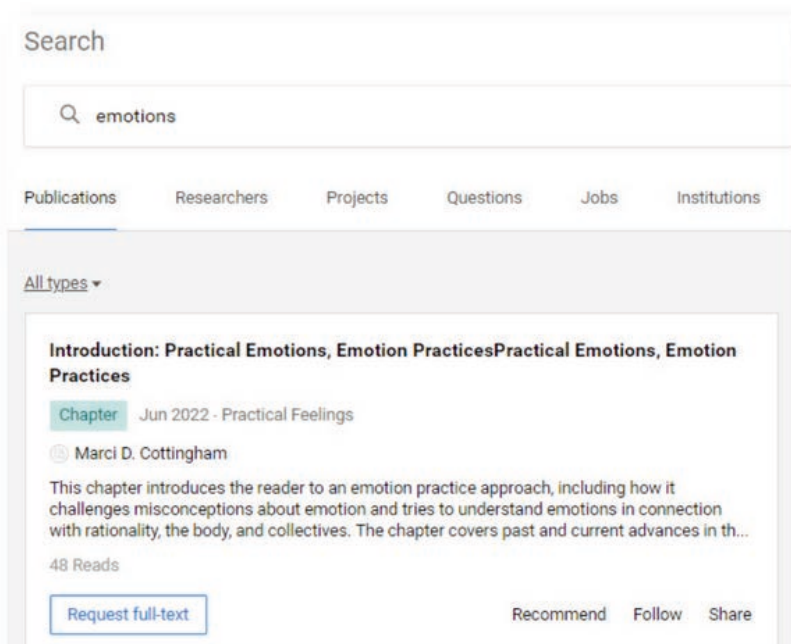 Search
emotions
Publications Researchers Projects Questions Jobs Institutions
All types
Introduction: Practical Emotions, Emotion PracticesPractical Emotions, Emotion
Practices
Chapter Jun 2022 · Practical Feelings
Marci D. Cottingham
This chapter introduces the reader to an emotion practice approach, including how it
challenges misconceptions about emotion and tries to understand emotions in connection
with rationality, the body, and collectives. The chapter covers past and current advances in th...
48 Reads
Request full-text Recommend Follow Share